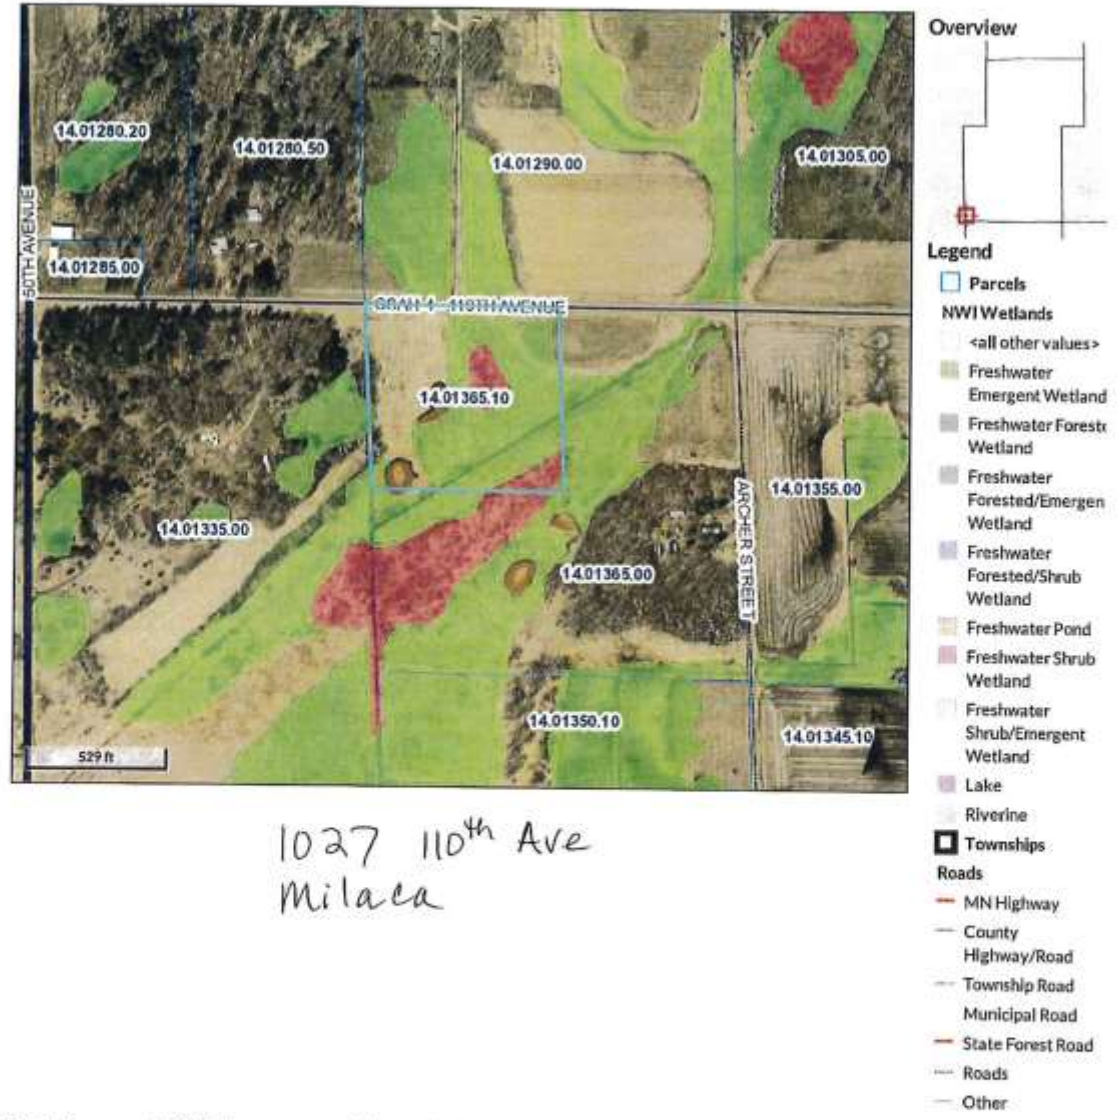 14.01280.20
14.01280.50
14.01290.00
14.01305.00
50TH AVENUE
14.01285.00
14.01365.10
14.01335.00
14.01355.00
ARCHER STREET
14.01365.00
14.01350.10
14.01345.10
529 ft
1027 110th Ave
Milaca
Overview
Legend
Parcels
NWI Wetlands
<all other values>
Freshwater
Emergent Wetland
Freshwater Foreste
Wetland
Freshwater
Forested/Emergen
Wetland
Freshwater
Forested/Shrub
Wetland
Freshwater Pond
Freshwater Shrub
Wetland
Freshwater
Shrub/Emergent
Wetland
Lake
Riverine
Townships
Roads
MN Highway
County
Highway/Road
Township Road
Municipal Road
State Forest Road
Roads
Other